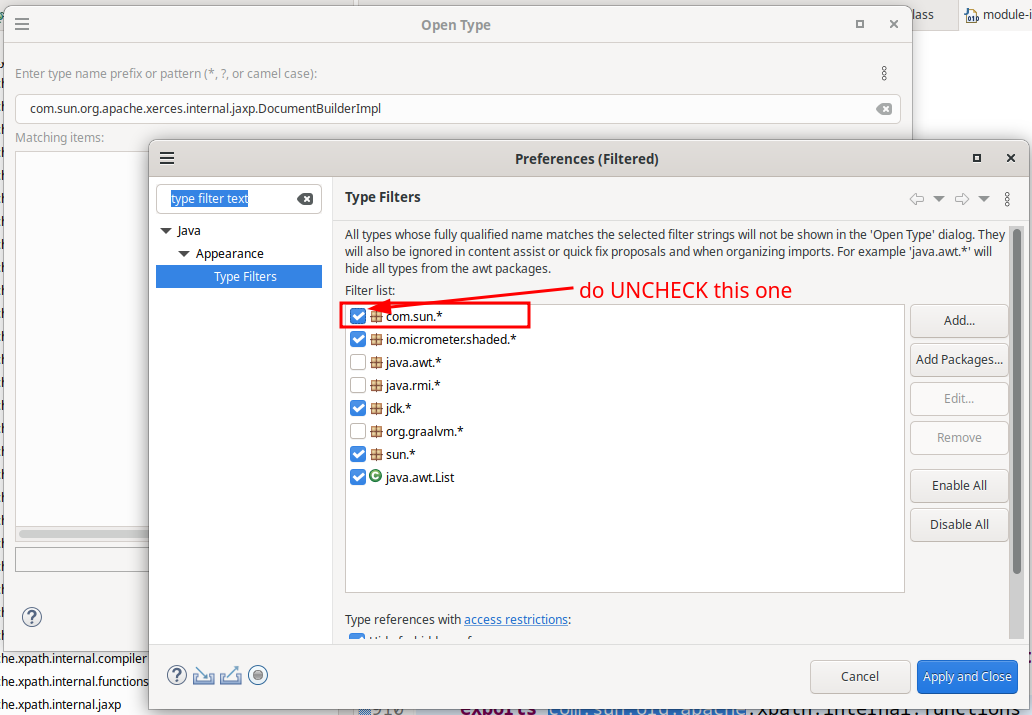 Open Type
lass
module-i
Enter type name prefix or pattern (*, ?, or camel case):
com.sun.org.apache.xerces.internal.jaxp.DocumentBuilderImpl
Matching items:
Preferences (Filtered)
type filter text
Java
Appearance
Type Filters
Type Filters
All types whose fully qualified name matches the selected filter strings will not be shown in the 'Open Type' dialog. They
will also be ignored in content assist or quick fix proposals and when organizing imports. For example 'java.awt.*' will
hide all types from the awt packages.
Filter list:
do UNCHECK this one
com.sun.*
io.micrometer.shaded.*
java.awt.*
java.rmi.*
jdk.*
org.graalvm.*
sun.*
java.awt.List
Add...
Add Packages...
Edit...
Remove
Enable All
Disable All
Type references with access restrictions:
Cancel
Apply and Close
he.xpath.internal.compiler
he.xpath.internal.functions
he.xpath.internal.jaxp
910 exports com.sun.org.apache.xpath.internal.functions